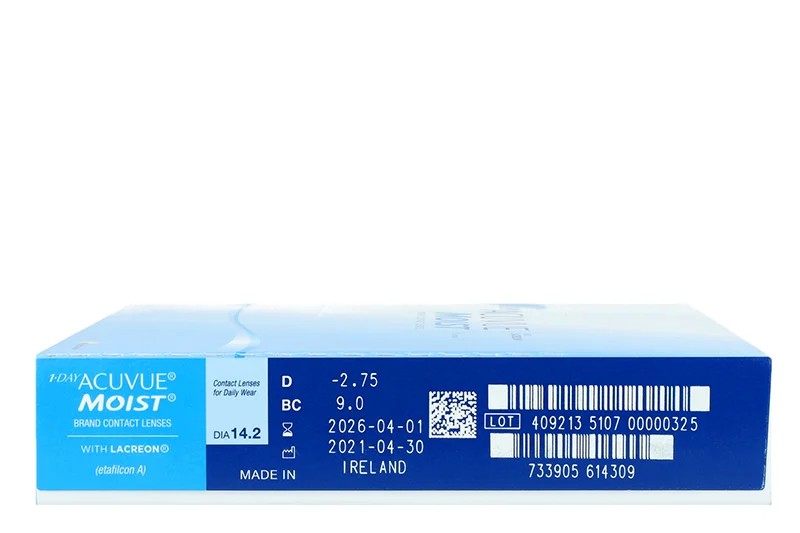 1·DAY ACUVUE®
MOIST®
BRAND CONTACT LENSES
WITH LACREON®
(etafilcon A)
Contact Lenses
for Daily Wear
DIA 14.2
D -2.75
BC 9.0
2026-04-01
2021-04-30
MADE IN IRELAND
LOT 409213 5107 00000325
733905 614309
MOIST